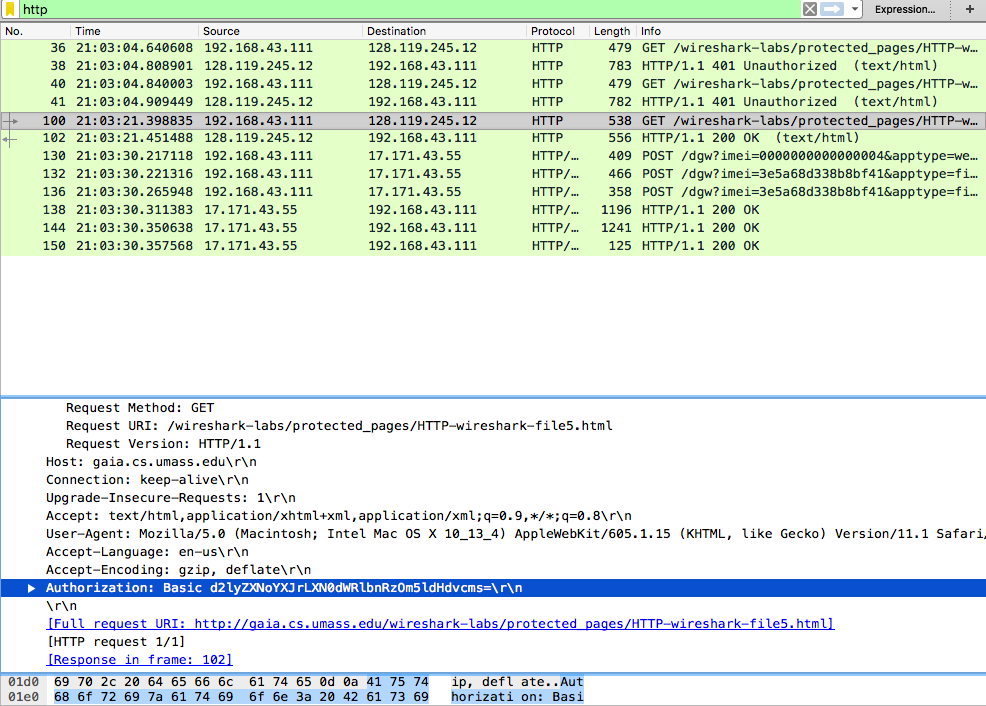 http Expression... +
No. Time Source Destination Protocol Length Info
36 21:03:04.640608 192.168.43.111 128.119.245.12 HTTP 479 GET /wireshark-labs/protected_pages/HTTP-w…
38 21:03:04.808901 128.119.245.12 192.168.43.111 HTTP 783 HTTP/1.1 401 Unauthorized (text/html)
40 21:03:04.840003 192.168.43.111 128.119.245.12 HTTP 479 GET /wireshark-labs/protected_pages/HTTP-w…
41 21:03:04.909449 128.119.245.12 192.168.43.111 HTTP 782 HTTP/1.1 401 Unauthorized (text/html)
100 21:03:21.398835 192.168.43.111 128.119.245.12 HTTP 538 GET /wireshark-labs/protected_pages/HTTP-w…
102 21:03:21.451488 128.119.245.12 192.168.43.111 HTTP 556 HTTP/1.1 200 OK (text/html)
130 21:03:30.217118 192.168.43.111 17.171.43.55 HTTP/… 409 POST /dgw?imei=0000000000000004&apptype=we…
132 21:03:30.221316 192.168.43.111 17.171.43.55 HTTP/… 466 POST /dgw?imei=3e5a68d338b8bf41&apptype=fi…
136 21:03:30.265948 192.168.43.111 17.171.43.55 HTTP/… 358 POST /dgw?imei=3e5a68d338b8bf41&apptype=fi…
138 21:03:30.311383 17.171.43.55 192.168.43.111 HTTP/… 1196 HTTP/1.1 200 OK
144 21:03:30.350638 17.171.43.55 192.168.43.111 HTTP/… 1241 HTTP/1.1 200 OK
150 21:03:30.357568 17.171.43.55 192.168.43.111 HTTP/… 125 HTTP/1.1 200 OK
Request Method: GET
Request URI: /wireshark-labs/protected_pages/HTTP-wireshark-file5.html
Request Version: HTTP/1.1
Host: gaia.cs.umass.edu\r\n
Connection: keep-alive\r\n
Upgrade-Insecure-Requests: 1\r\n
Accept: text/html,application/xhtml+xml,application/xml;q=0.9,*/*;q=0.8\r\n
User-Agent: Mozilla/5.0 (Macintosh; Intel Mac OS X 10_13_4) AppleWebKit/605.1.15 (KHTML, like Gecko) Version/11.1 Safari/
Accept-Language: en-us\r\n
Accept-Encoding: gzip, deflate\r\n
Authorization: Basic d2lyZXNoYXJrLXN0dWRlbnRzOm5ldHdvcms=\r\n
\r\n
[Full request URI: http://gaia.cs.umass.edu/wireshark-labs/protected_pages/HTTP-wireshark-file5.html]
[HTTP request 1/1]
[Response in frame: 102]
01d0 69 70 2c 20 64 65 66 6c 61 74 65 0d 0a 41 75 74 ip, defl ate..Aut
01e0 68 6f 72 69 7a 61 74 69 6f 6e 3a 20 42 61 73 69 horizati on: Basi